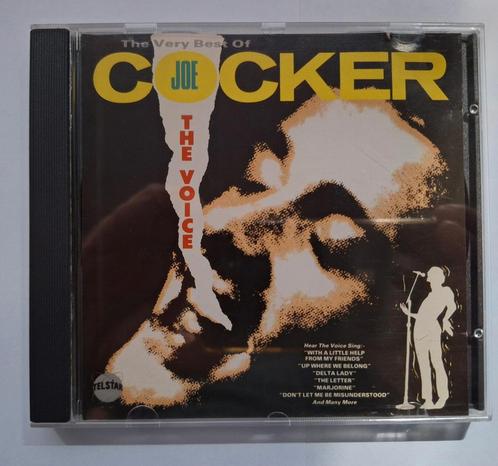 The Very Best Of
JOE
COCKER
THE VOICE
Hear The Voice Sing:-
"WITH A LITTLE HELP
FROM MY FRIENDS"
"UP WHERE WE BELONG"
"DELTA LADY"
"THE LETTER"
"MARJORINE"
"DON'T LET ME BE MISUNDERSTOOD"
And Many More
TELSTAR